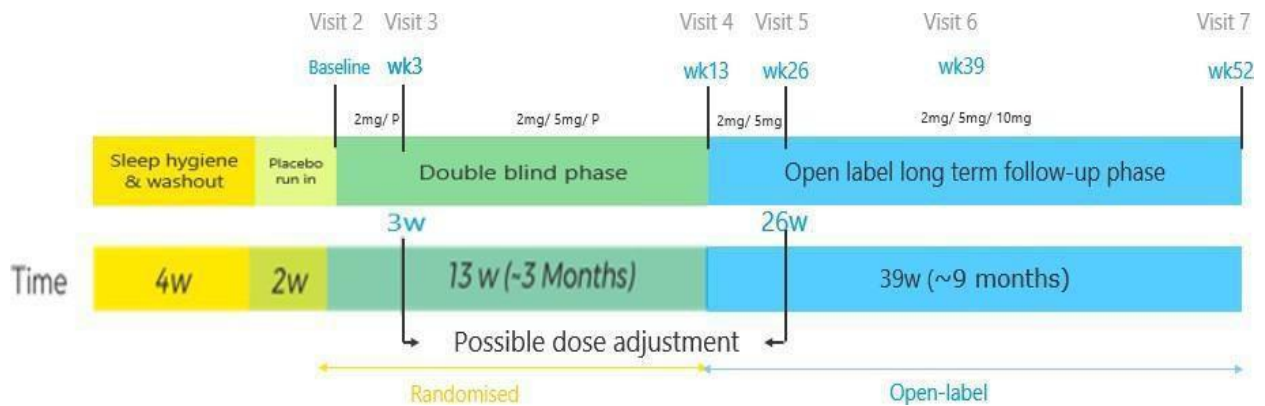 Visit 2 Visit 3 Visit 4 Visit 5 Visit 6 Visit 7
Baseline wk3 wk13 wk26 wk39 wk52
2mg/ P 2mg/ 5mg/ P 2mg/ 5mg 2mg/ 5mg/ 10mg
Sleep hygiene
& washout
Placebo
run in
Double blind phase
Open label long term follow-up phase
3w 26w
Time 4w 2w 13 w (~3 Months) 39w (~9 months)
Possible dose adjustment
Randomised Open-label